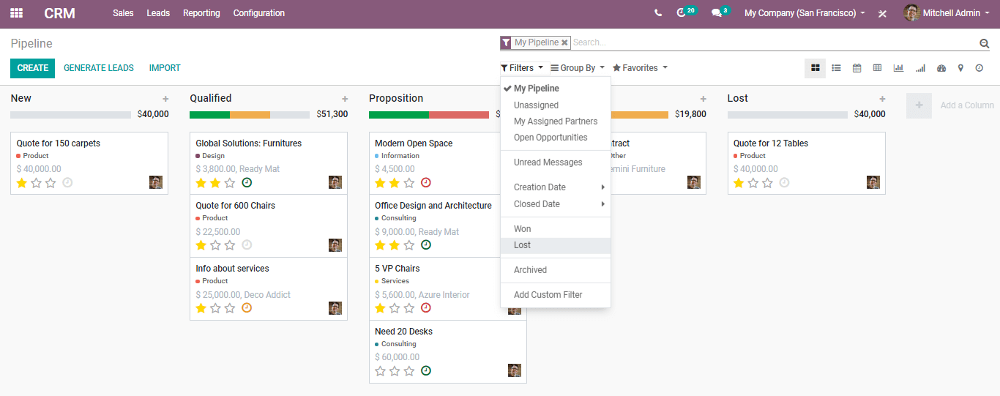 CRM Sales Leads Reporting Configuration 20 3 My Company (San Francisco) Mitchell Admin
Pipeline
My Pipeline Search...
CREATE GENERATE LEADS IMPORT
Filters Group By Favorites
New
$40,000
Quote for 150 carpets
Product
$ 40,000.00
Qualified
$51,300
Global Solutions: Furnitures
Design
$ 3,800.00, Ready Mat
Quote for 600 Chairs
Product
$ 22,500.00
Info about services
Product
$ 25,000.00, Deco Addict
Proposition
$
Modern Open Space
Information
$ 4,500.00
Office Design and Architecture
Consulting
$ 9,000.00, Ready Mat
5 VP Chairs
Services
$ 5,600.00, Azure Interior
Need 20 Desks
Consulting
$ 60,000.00
My Pipeline
Unassigned
My Assigned Partners
Open Opportunities
Unread Messages
Creation Date
Closed Date
Won
Lost
Archived
Add Custom Filter
$19,800
tract
Other
emini Furniture
Lost
$40,000
Quote for 12 Tables
Product
$ 40,000.00
Add a Column